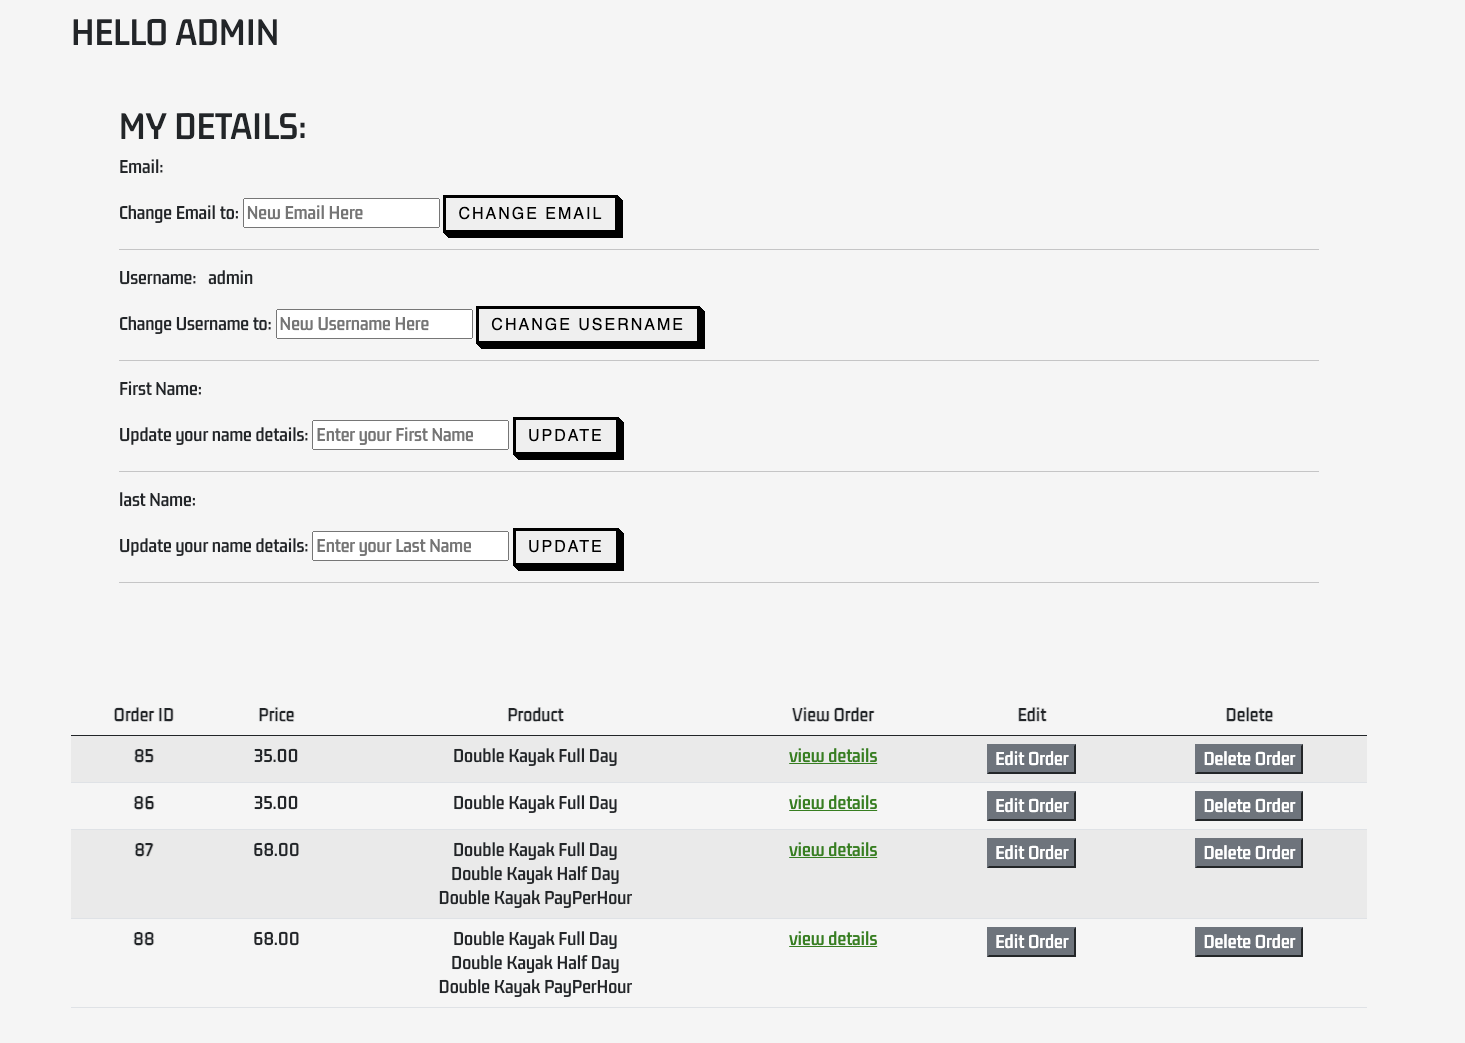 HELLO ADMIN
MY DETAILS:
Email:
Change Email to: New Email Here CHANGE EMAIL
Username: admin
Change Username to: New Username Here CHANGE USERNAME
First Name:
Update your name details: Enter your First Name UPDATE
last Name:
Update your name details: Enter your Last Name UPDATE
Order ID Price Product View Order Edit Delete
85 35.00 Double Kayak Full Day view details Edit Order Delete Order
86 35.00 Double Kayak Full Day view details Edit Order Delete Order
87 68.00 Double Kayak Full Day view details Edit Order Delete Order
Double Kayak Half Day
Double Kayak PayPerHour
88 68.00 Double Kayak Full Day view details Edit Order Delete Order
Double Kayak Half Day
Double Kayak PayPerHour